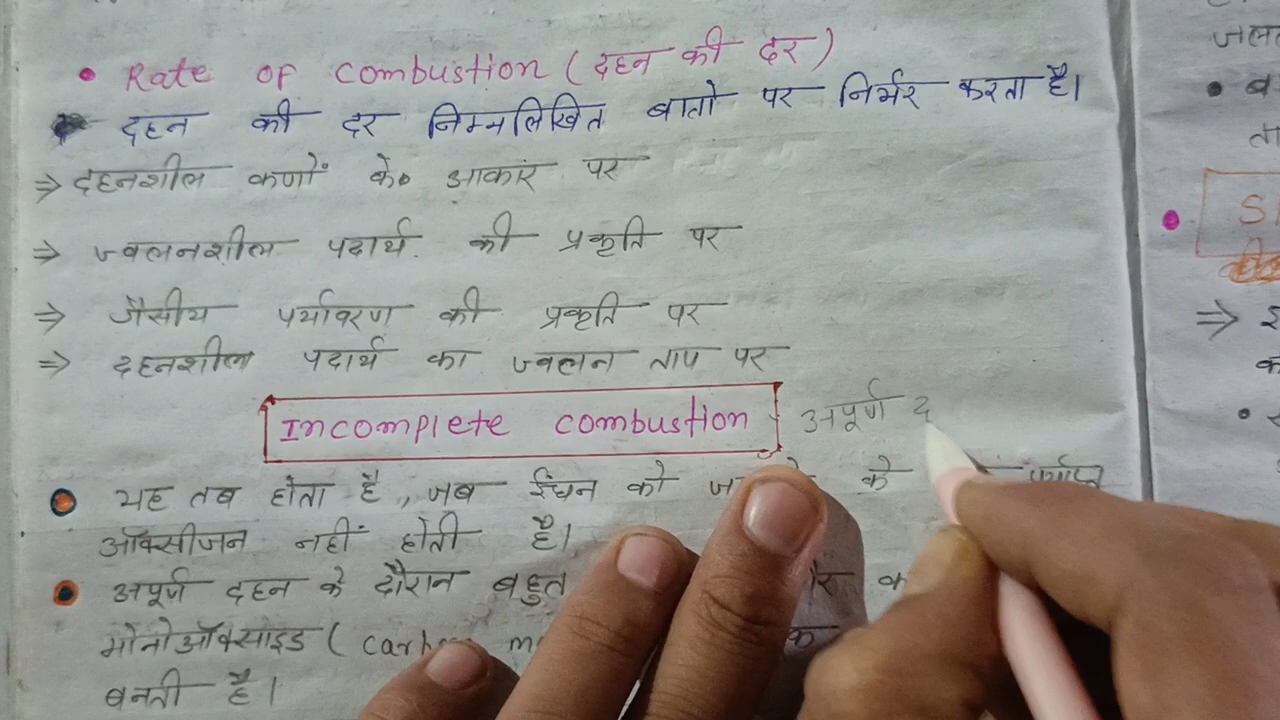 • Rate of combustion (दहन की दर)
दहन की दर निम्नलिखित बातो पर निर्भर करता है।
⇒ दहनशील कणों के आकार पर
⇒ ज्वलनशील पदार्थ की प्रकृति पर
⇒ जैसीय पर्यावरण की प्रकृति पर
⇒ दहनशील पदार्थ का ज्वलन ताप पर
Incomplete combustion - अपूर्ण द
• यह तब होता है, जब ईंधन को के पर्याप्त
ऑक्सीजन नहीं होती है।
• अपूर्ण दहन के दौरान बहुत
मोनोऑक्साइड (
बनती है।